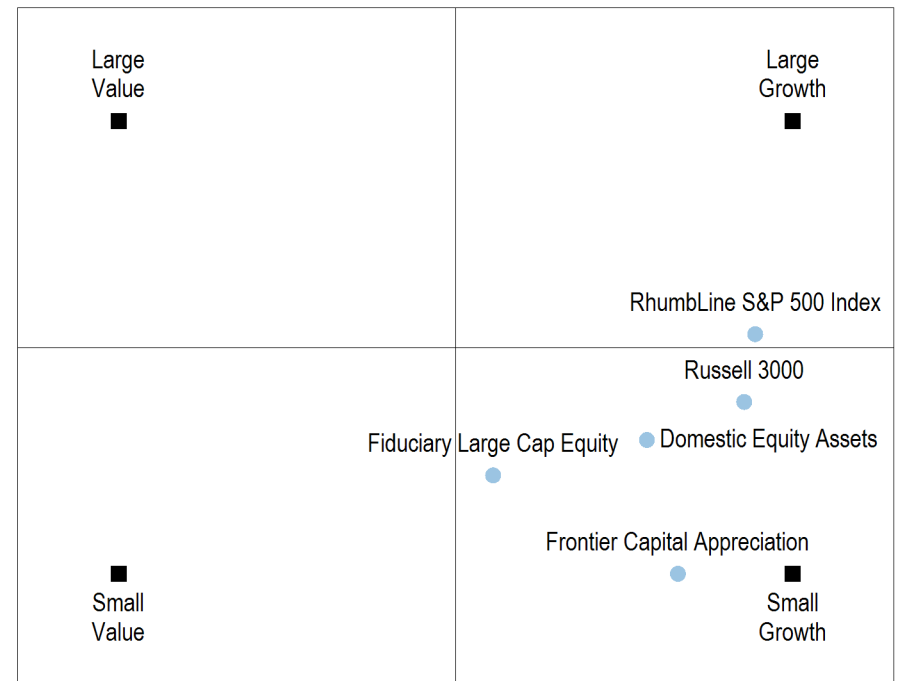 Large
Value
Large
Growth
RhumbLine S&P 500 Index
Russell 3000
Fiduciary Large Cap Equity
Domestic Equity Assets
Frontier Capital Appreciation
Small
Value
Small
Growth